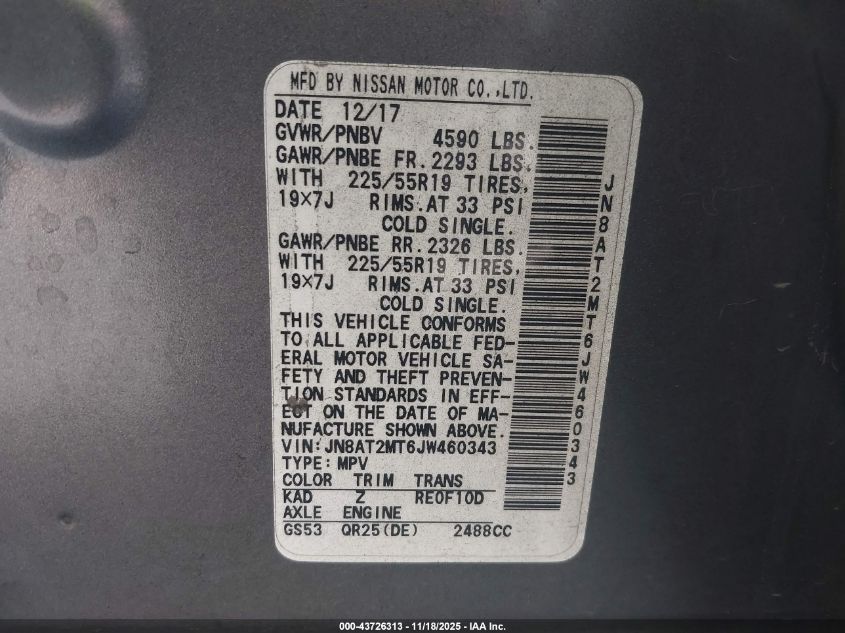 MFD BY NISSAN MOTOR CO.,LTD.
DATE 12/17
GVWR/PNBV 4590 LBS.
GAWR/PNBE FR. 2293 LBS.
WITH 225/55R19 TIRES,
19×7J RIMS.AT 33 PSI
COLD SINGLE.
GAWR/PNBE RR. 2326 LBS.
WITH 225/55R19 TIRES,
19×7J RIMS.AT 33 PSI
COLD SINGLE.
THIS VEHICLE CONFORMS
TO ALL APPLICABLE FED-
ERAL MOTOR VEHICLE SA-
FETY AND THEFT PREVEN-
TION STANDARDS IN EFF-
ECT ON THE DATE OF MA-
NUFACTURE SHOWN ABOVE.
VIN:JN8AT2MT6JW460343
TYPE:MPV
COLOR TRIM TRANS
KAD Z RE0F10D
AXLE ENGINE
GS53 QR25(DE) 2488CC
JN8AT2MT6JW460343
000-43726313 - 11/18/2025 - IAA Inc.